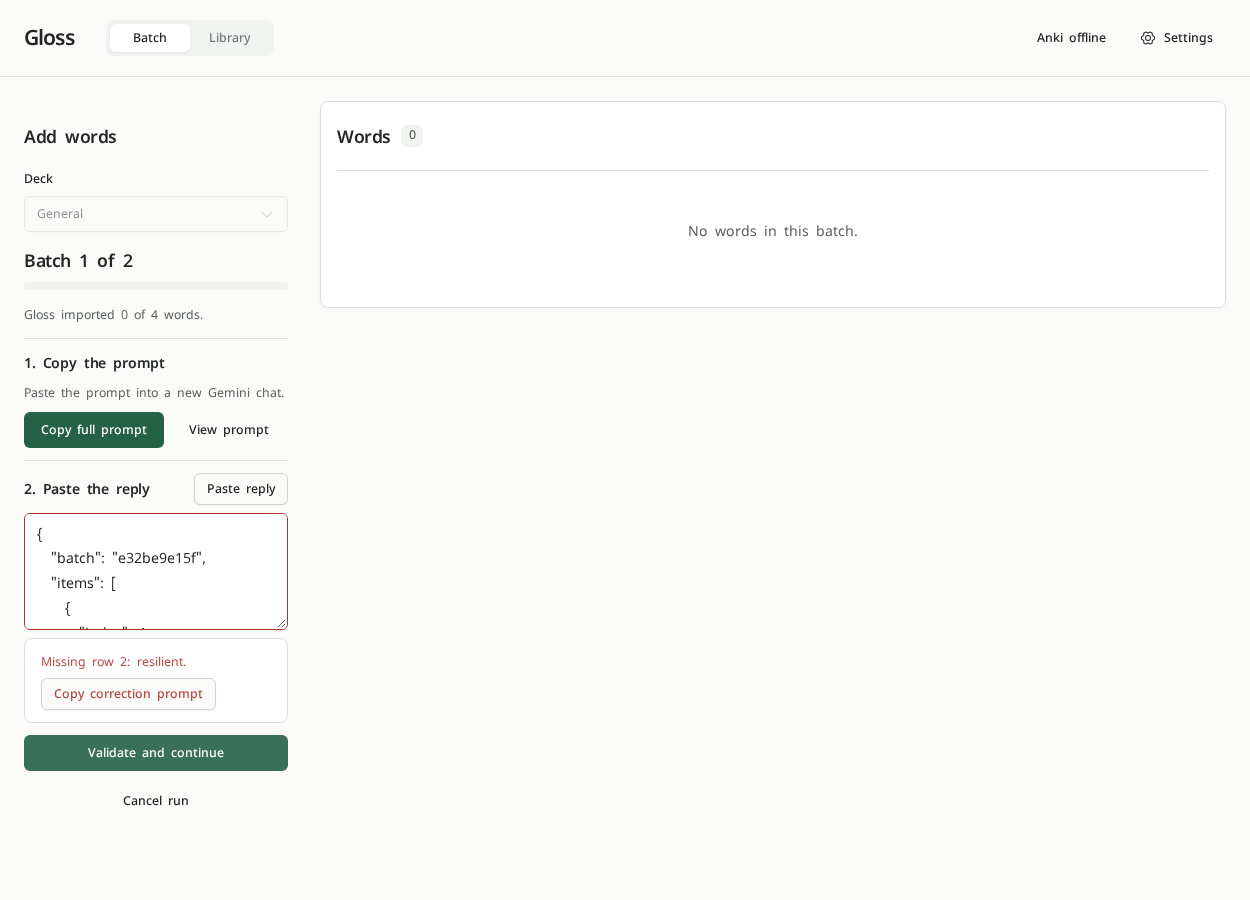 Gloss
Batch
Library
Anki offline
Settings
Add words
Deck
General
Batch 1 of 2
Gloss imported 0 of 4 words.
1. Copy the prompt
Paste the prompt into a new Gemini chat.
Copy full prompt
View prompt
2. Paste the reply
Paste reply
{
"batch": "e32be9e15f",
"items": [
{
Missing row 2: resilient.
Copy correction prompt
Validate and continue
Cancel run
Words
0
No words in this batch.